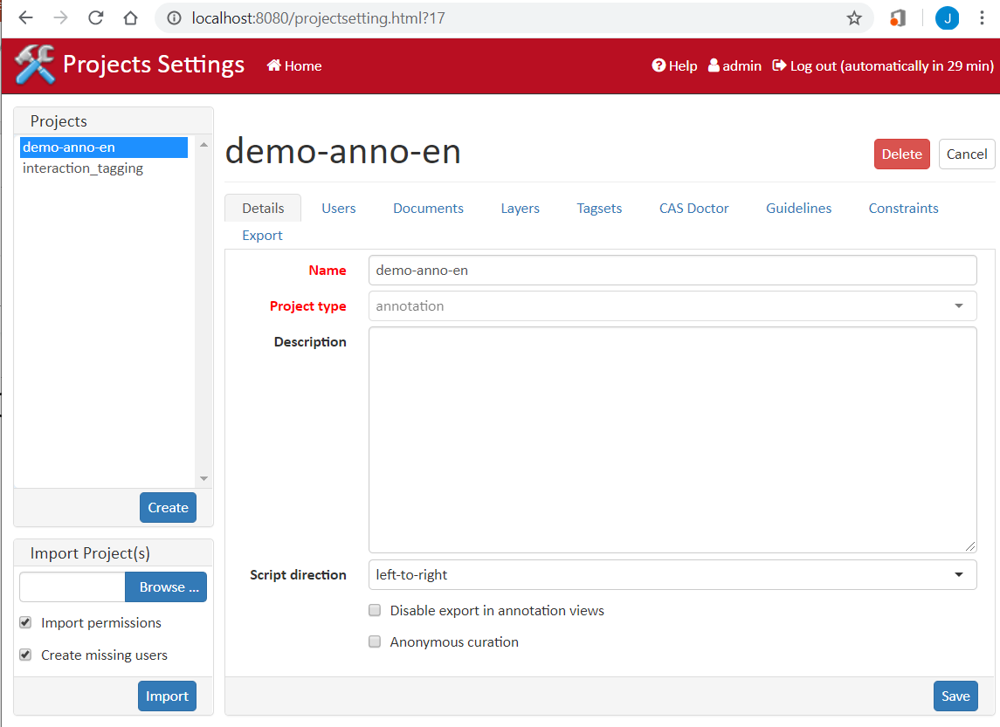 localhost:8080/projectsetting.html?17
J
Projects Settings Home Help admin Log out (automatically in 29 min)
Projects
demo-anno-en
interaction_tagging
Create
Import Project(s)
Browse ...
Import permissions
Create missing users
Import
demo-anno-en
Delete Cancel
Details Users Documents Layers Tagsets CAS Doctor Guidelines Constraints
Export
Name demo-anno-en
Project type annotation
Description
Script direction left-to-right
Disable export in annotation views
Anonymous curation
Save